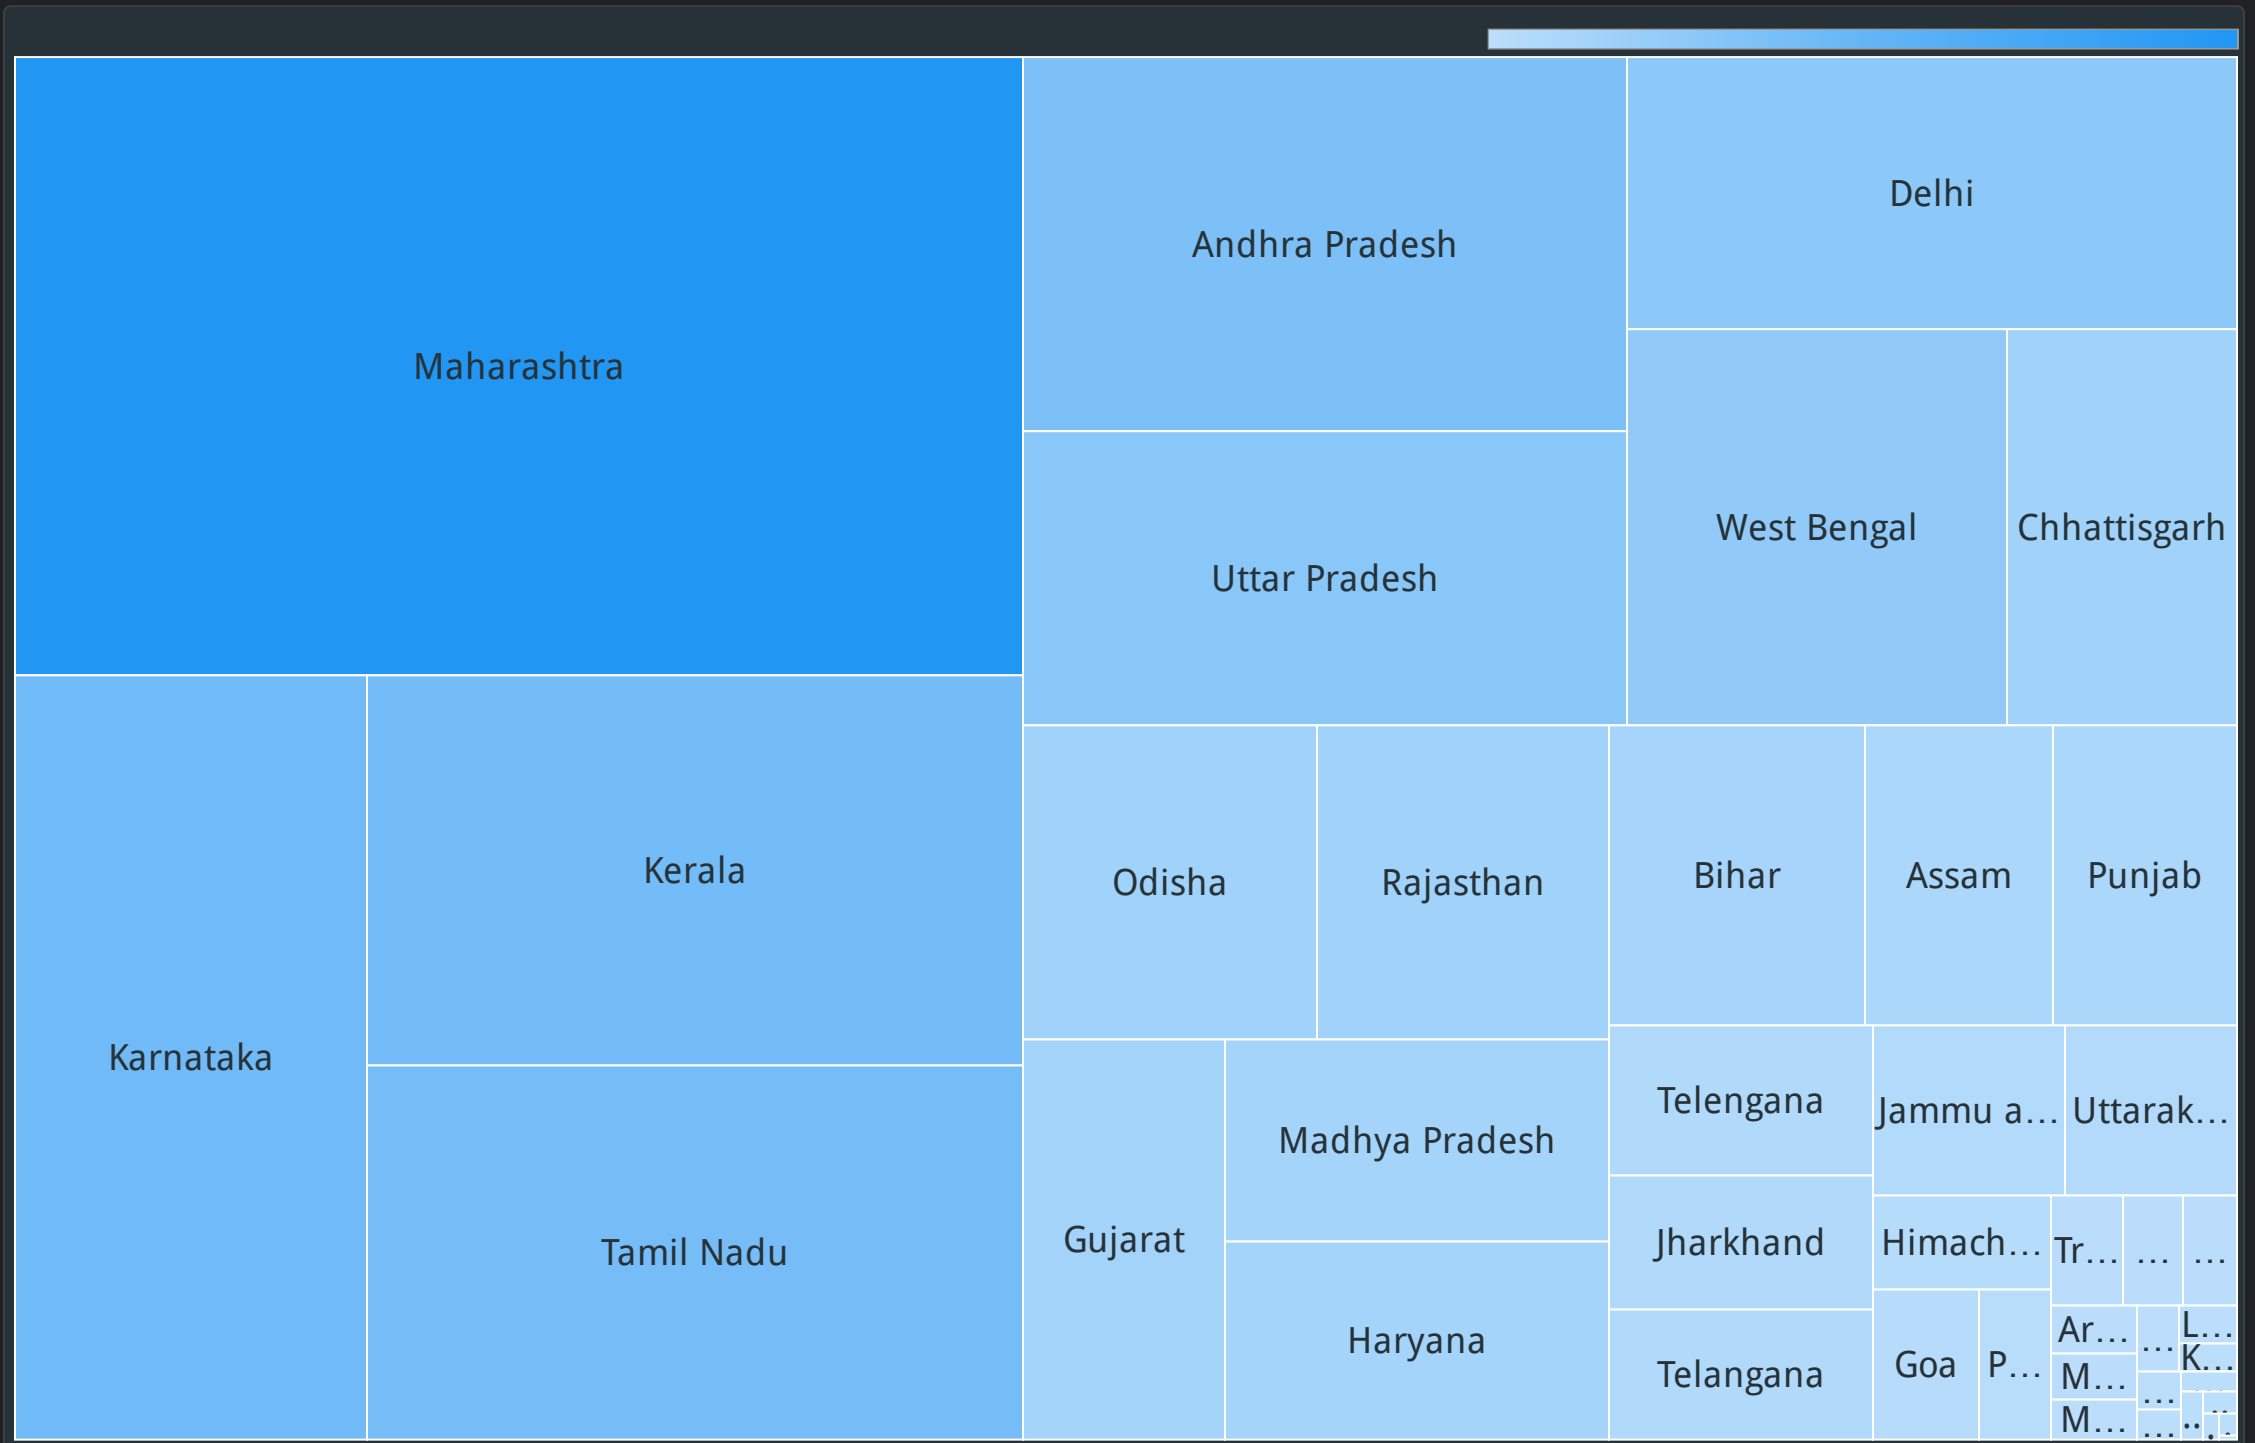 Maharashtra
Andhra Pradesh
Delhi
Uttar Pradesh
West Bengal
Chhattisgarh
Karnataka
Kerala
Tamil Nadu
Odisha
Rajasthan
Bihar
Assam
Punjab
Gujarat
Madhya Pradesh
Haryana
Telengana
Jammu a...
Uttarak...
Jharkhand
Himach...
Tr...
...
...
Telangana
Goa
P...
Ar...
...
L...
K...
M...
...
M...
...